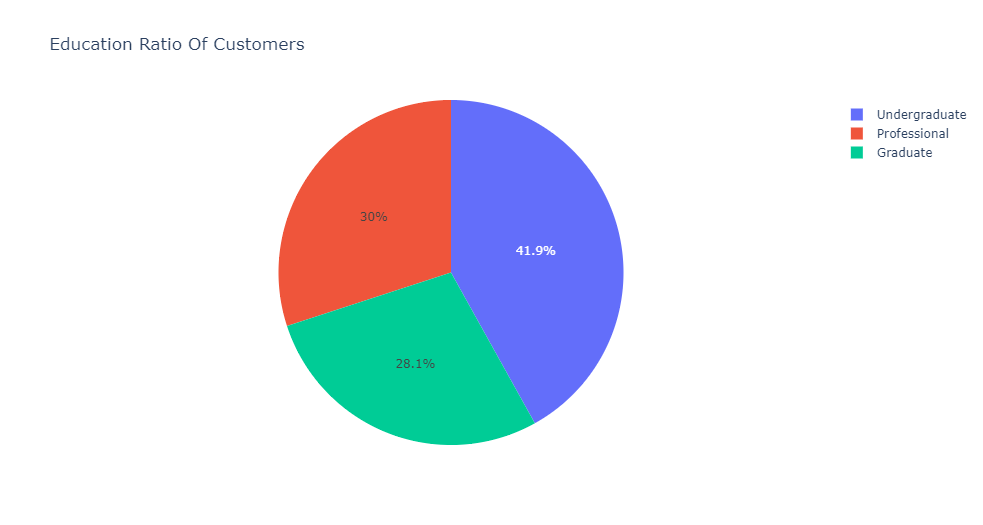 Education Ratio Of Customers
Undergraduate
Professional
Graduate
30%
41.9%
28.1%